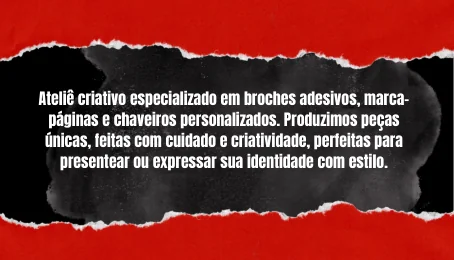 Ateliê criativo especializado em broches adesivos, marca-
páginas e chaveiros personalizados. Produzimos peças
únicas, feitas com cuidado e criatividade, perfeitas para
presentear ou expressar sua identidade com estilo.